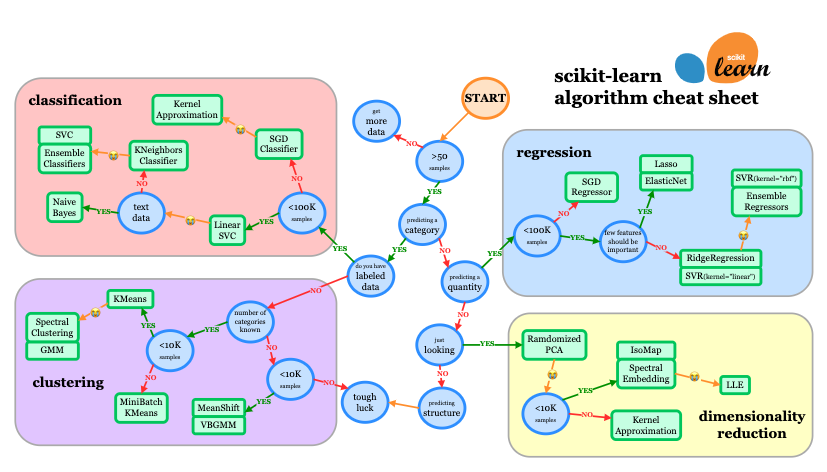 scikit-learn
algorithm cheat sheet
scikit
learn
START
get
more
data
NO
>50
samples
YES
predicting a
category
YES
NO
do you have
labeled
data
YES
NO
predicting a
quantity
YES
NO
just
looking
YES
NO
predicting
structure
tough
luck
classification
Kernel
Approximation
SGD
Classifier
NO
<100K
samples
YES
Linear
SVC
text
data
NO
YES
KNeighbors
Classifier
SVC
Ensemble
Classifiers
Naive
Bayes
clustering
number of
categories
known
YES
NO
<10K
samples
YES
NO
KMeans
Spectral
Clustering
GMM
MiniBatch
KMeans
<10K
samples
YES
NO
MeanShift
VBGMM
regression
<100K
samples
NO
YES
SGD
Regressor
few features
should be
important
YES
NO
Lasso
ElasticNet
RidgeRegression
SVR(kernel="linear")
SVR(kernel="rbf")
Ensemble
Regressors
dimensionality
reduction
Randomized
PCA
<10K
samples
YES
NO
IsoMap
Spectral
Embedding
LLE
Kernel
Approximation